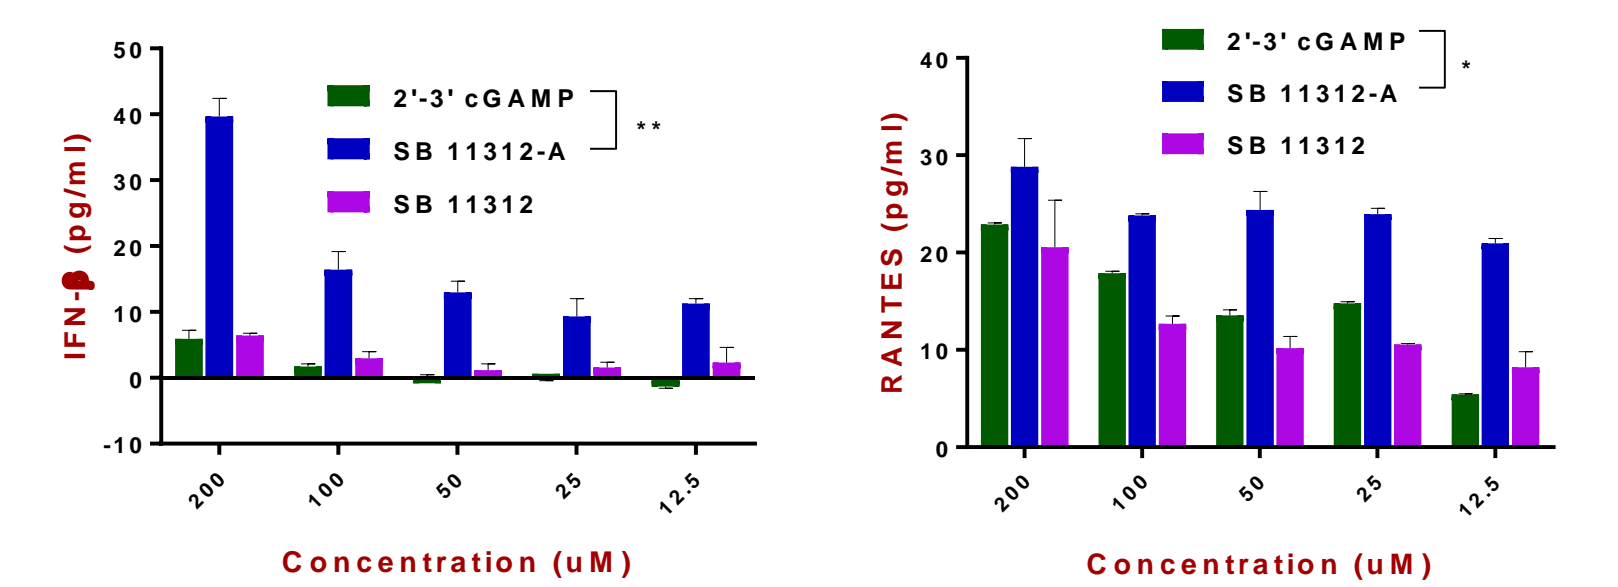 50
40
30
20
10
0
-10
IFN-β (pg/ml)
2'-3' cGAMP
SB 11312-A
SB 11312
**
200
100
50
25
12.5
Concentration (uM)
40
30
20
10
0
RANTES (pg/ml)
2'-3' cGAMP
SB 11312-A
SB 11312
*
200
100
50
25
12.5
Concentration (uM)